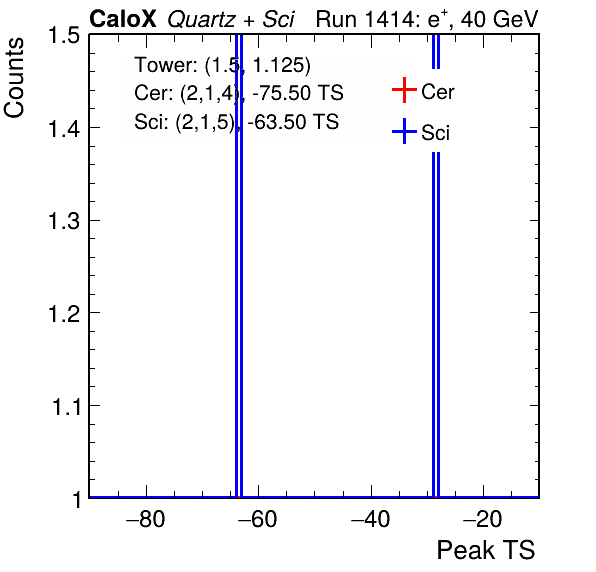 CaloX Quartz + Sci Run 1414: e+, 40 GeV
Counts
1.5
1.4
1.3
1.2
1.1
1
Tower: (1.5, 1.125)
Cer: (2,1,4), -75.50 TS
Sci: (2,1,5), -63.50 TS
Cer
Sci
−80 −60 −40 −20
Peak TS